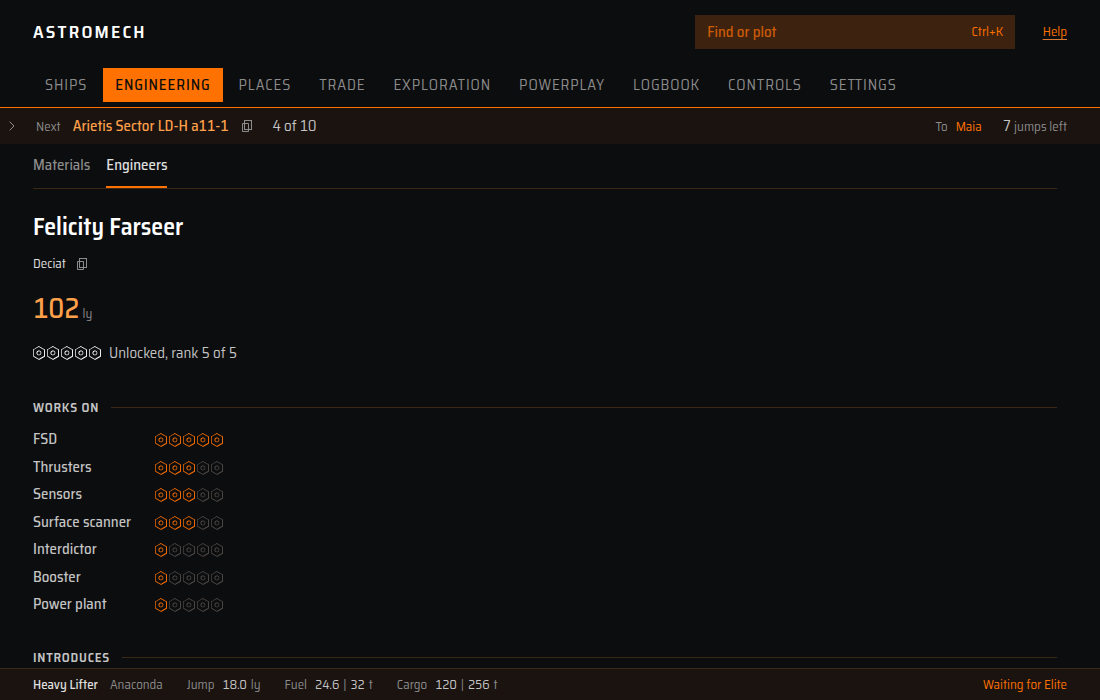 ASTROMECH
Find or plot Ctrl+K
Help
SHIPS ENGINEERING PLACES TRADE EXPLORATION POWERPLAY LOGBOOK CONTROLS SETTINGS
Next Arietis Sector LD-H a11-1 4 of 10 To Maia 7 jumps left
Materials Engineers
Felicity Farseer
Deciat
102 ly
Unlocked, rank 5 of 5
WORKS ON
FSD
Thrusters
Sensors
Surface scanner
Interdictor
Booster
Power plant
INTRODUCES
Heavy Lifter Anaconda Jump 18.0 ly Fuel 24.6 | 32 t Cargo 120 | 256 t Waiting for Elite